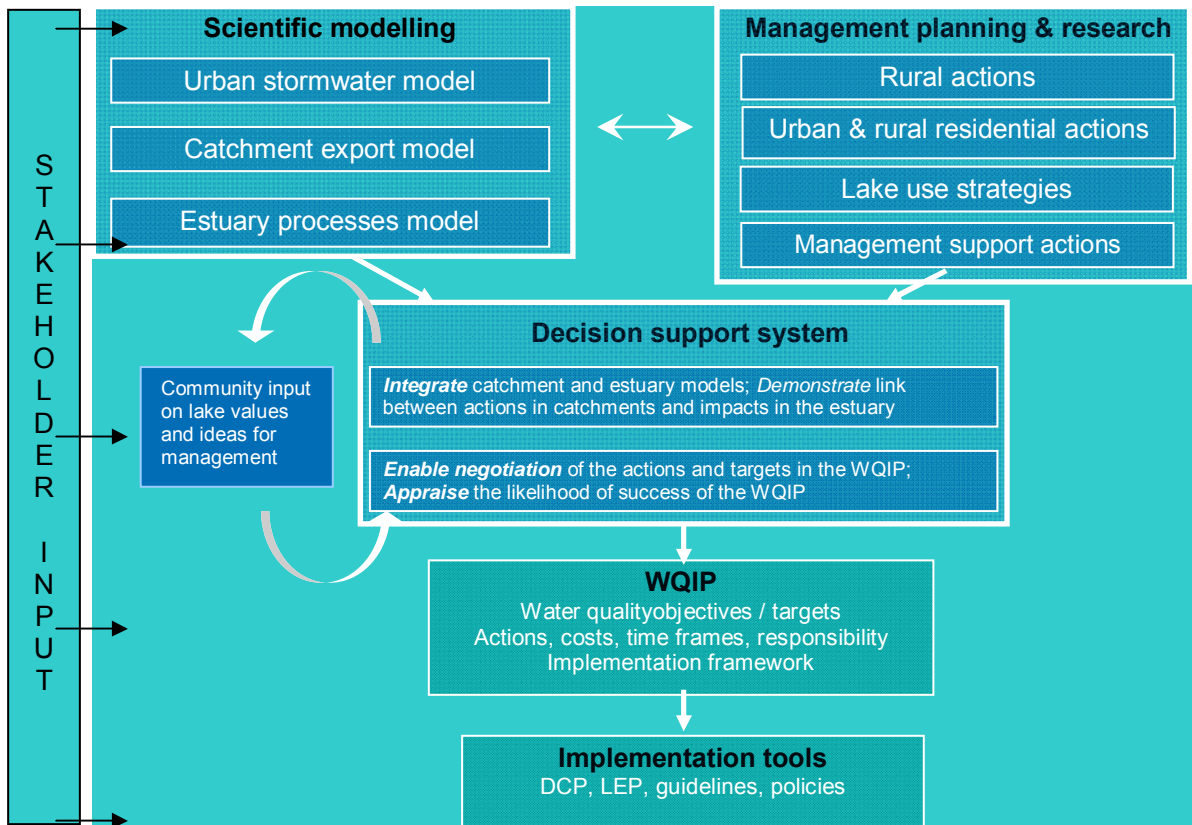 STAKEHOLDER INPUT
Scientific modelling
Urban stormwater model
Catchment export model
Estuary processes model
Management planning & research
Rural actions
Urban & rural residential actions
Lake use strategies
Management support actions
Decision support system
Integrate catchment and estuary models; Demonstrate link
between actions in catchments and impacts in the estuary
Enable negotiation of the actions and targets in the WQIP;
Appraise the likelihood of success of the WQIP
Community input
on lake values
and ideas for
management
WQIP
Water qualityobjectives / targets
Actions, costs, time frames, responsibility
Implementation framework
Implementation tools
DCP, LEP, guidelines, policies